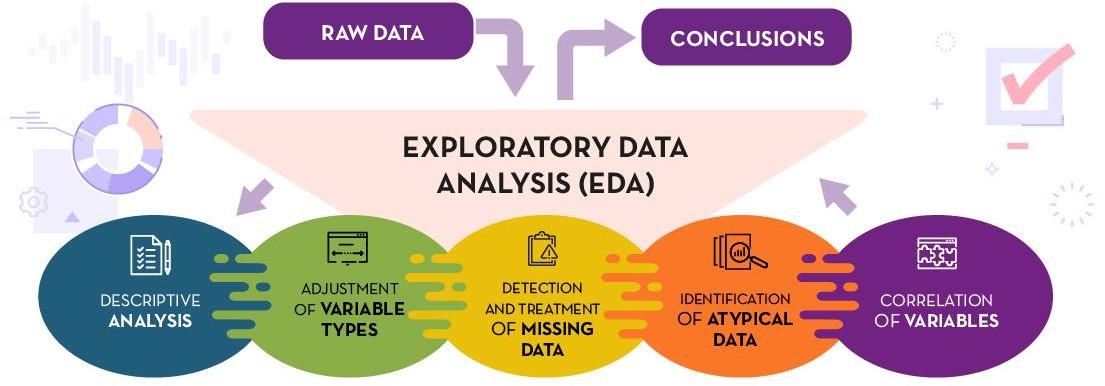 RAW DATA
CONCLUSIONS
EXPLORATORY DATA
ANALYSIS (EDA)
DESCRIPTIVE
ANALYSIS
ADJUSTMENT
OF VARIABLE
TYPES
DETECTION
AND TREATMENT
OF MISSING
DATA
IDENTIFICATION
OF ATYPICAL
DATA
CORRELATION
OF VARIABLES